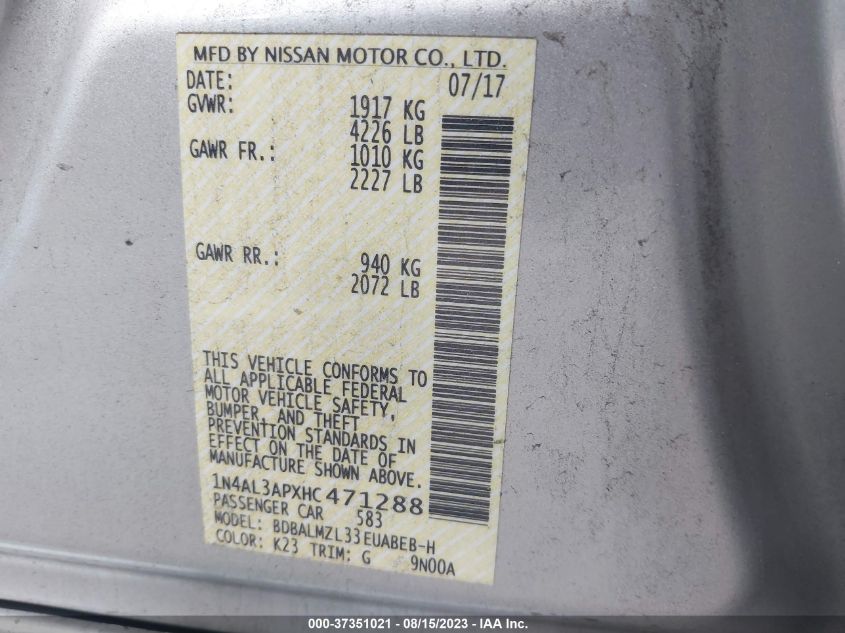 MFD BY NISSAN MOTOR CO., LTD.
DATE: 07/17
GVWR: 1917 KG
4226 LB
GAWR FR.: 1010 KG
2227 LB
GAWR RR.: 940 KG
2072 LB
THIS VEHICLE CONFORMS TO
ALL APPLICABLE FEDERAL
MOTOR VEHICLE SAFETY,
BUMPER, AND THEFT
PREVENTION STANDARDS IN
EFFECT ON THE DATE OF
MANUFACTURE SHOWN ABOVE.
1N4AL3APXHC471288
PASSENGER CAR 583
MODEL: BDBALMZL33EUABEB-H
COLOR: K23 TRIM: G 9N00A
000-37351021 - 08/15/2023 - IAA Inc.